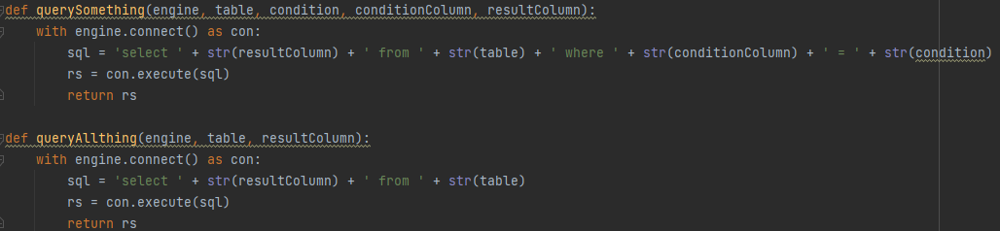 def querySomething(engine, table, condition, conditionColumn, resultColumn):
    with engine.connect() as con:
        sql = 'select ' + str(resultColumn) + ' from ' + str(table) + ' where ' + str(conditionColumn) + ' = ' + str(condition)
        rs = con.execute(sql)
        return rs

def queryAllthing(engine, table, resultColumn):
    with engine.connect() as con:
        sql = 'select ' + str(resultColumn) + ' from ' + str(table)
        rs = con.execute(sql)
        return rs